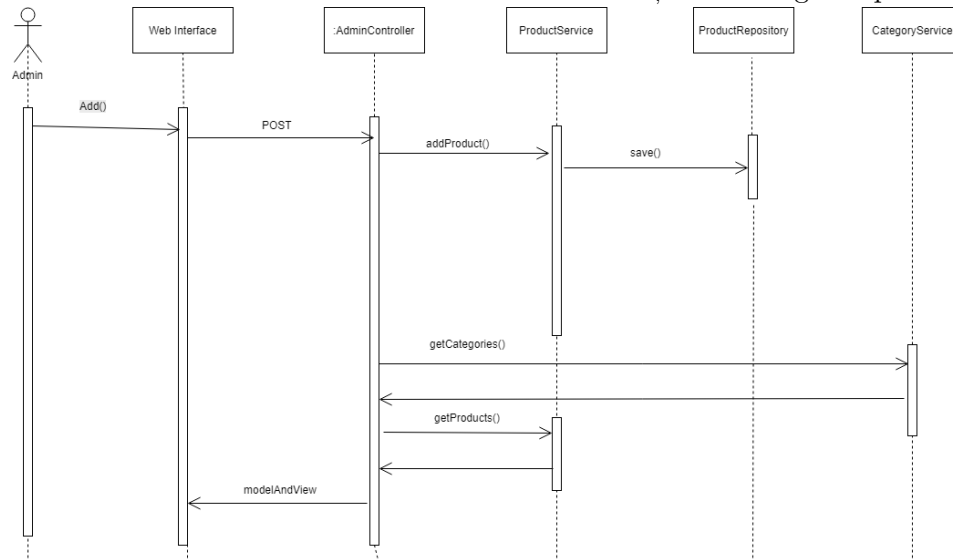 Web Interface
:AdminController
ProductService
ProductRepository
CategoryService
Admin
Add()
POST
addProduct()
save()
getCategories()
getProducts()
modelAndView